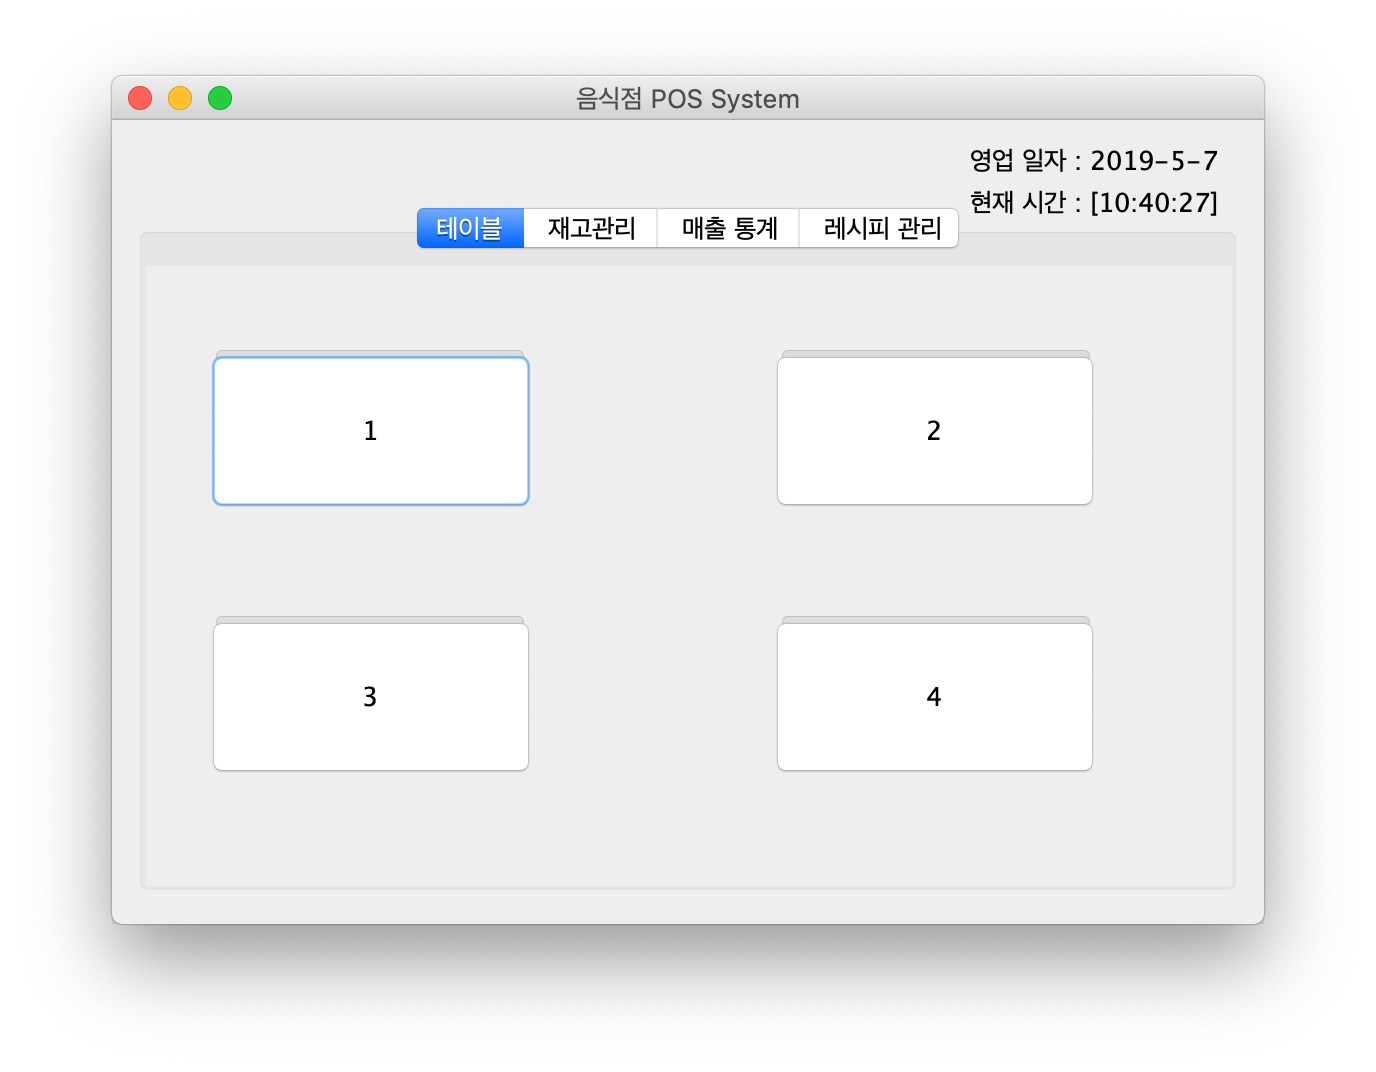 음식점 POS System
영업 일자 : 2019-5-7
현재 시간 : [10:40:27]
테이블 재고관리 매출 통계 레시피 관리
1 2
3 4